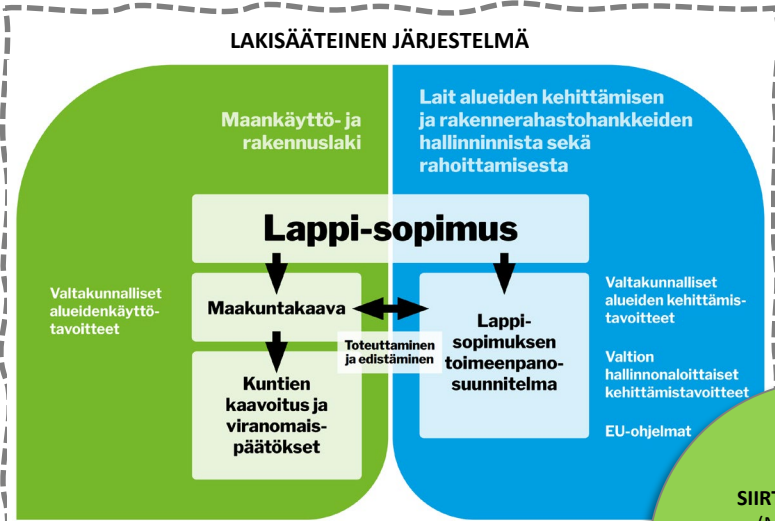 LAKISÄÄTEINEN JÄRJESTELMÄ
Maankäyttö- ja
rakennuslaki
Lait alueiden kehittämisen
ja rakennerahastohankkeiden
hallinninnista sekä
rahoittamisesta
Lappi-sopimus
Valtakunnalliset
alueidenkäyttö-
tavoitteet
Maakuntakaava
Toteuttaminen
ja edistäminen
Kuntien
kaavoitus ja
viranomais-
päätökset
Lappi-
sopimuksen
toimeenpano-
suunnitelma
Valtakunnalliset
alueiden kehittämis-
tavoitteet
Valtion
hallinnonaloittaiset
kehittämistavoitteet
EU-ohjelmat
SIIRT